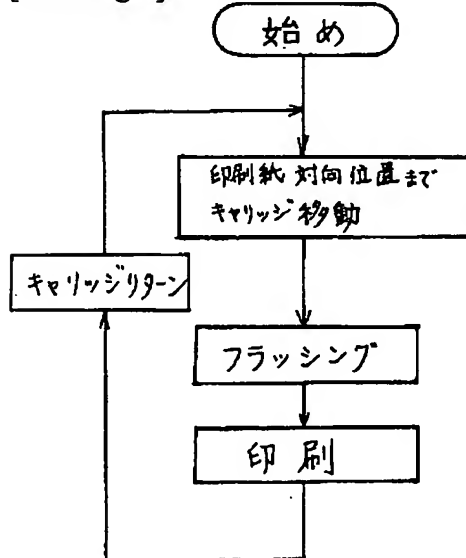 始め
印刷紙対向位置まで
キャリッジ移動
キャリッジリターン
フラッシング
印刷